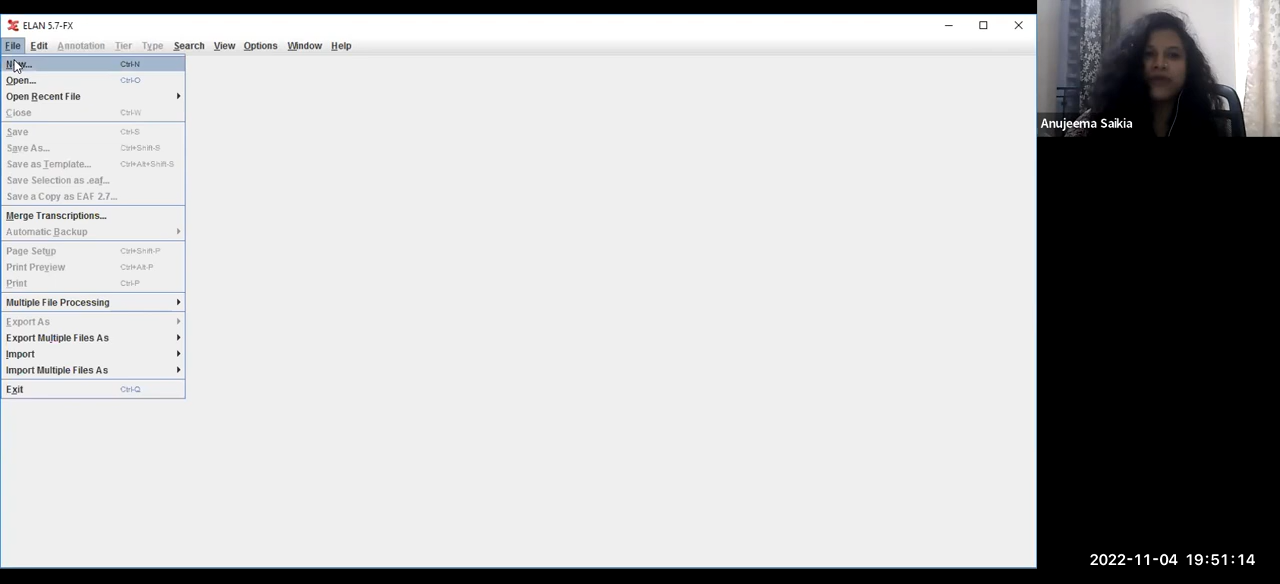 ELAN 5.7-FX
File Edit Annotation Tier Type Search View Options Window Help
Ctrl-N
Open... Ctrl-O
Open Recent File
Close Ctrl-W
Save Ctrl-S
Save As... Ctrl+Shift-S
Save as Template... Ctrl+Alt+Shift-S
Save Selection as .eaf...
Save a Copy as EAF 2.7...
Merge Transcriptions...
Automatic Backup
Page Setup Ctrl+Shift-P
Print Preview Ctrl+Alt-P
Print Ctrl-P
Multiple File Processing
Export As
Export Multiple Files As
Import
Import Multiple Files As
Exit Ctrl-Q
Anujeema Saikia
2022-11-04 19:51:14